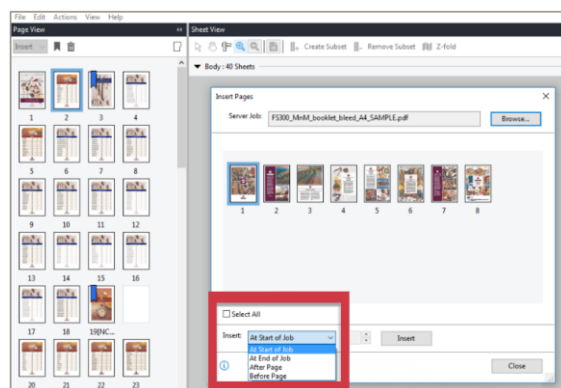 File Edit Actions View Help
Page View
Sheet View
Insert
Create Subset
Remove Subset
Z-fold
Body : 40 Sheets
1 2 3 4
5 6 7 8
9 10 11 12
13 14 15 16
17 18 19[NC...
20 21 22 23
Insert Pages
Server Job: FS300_MnM_booklet_bleed_A4_SAMPLE.pdf
Browse...
1 2 3 4 5 6 7 8
Select All
Insert: At Start of Job
Insert
At Start of Job
At End of Job
After Page
Before Page
Close